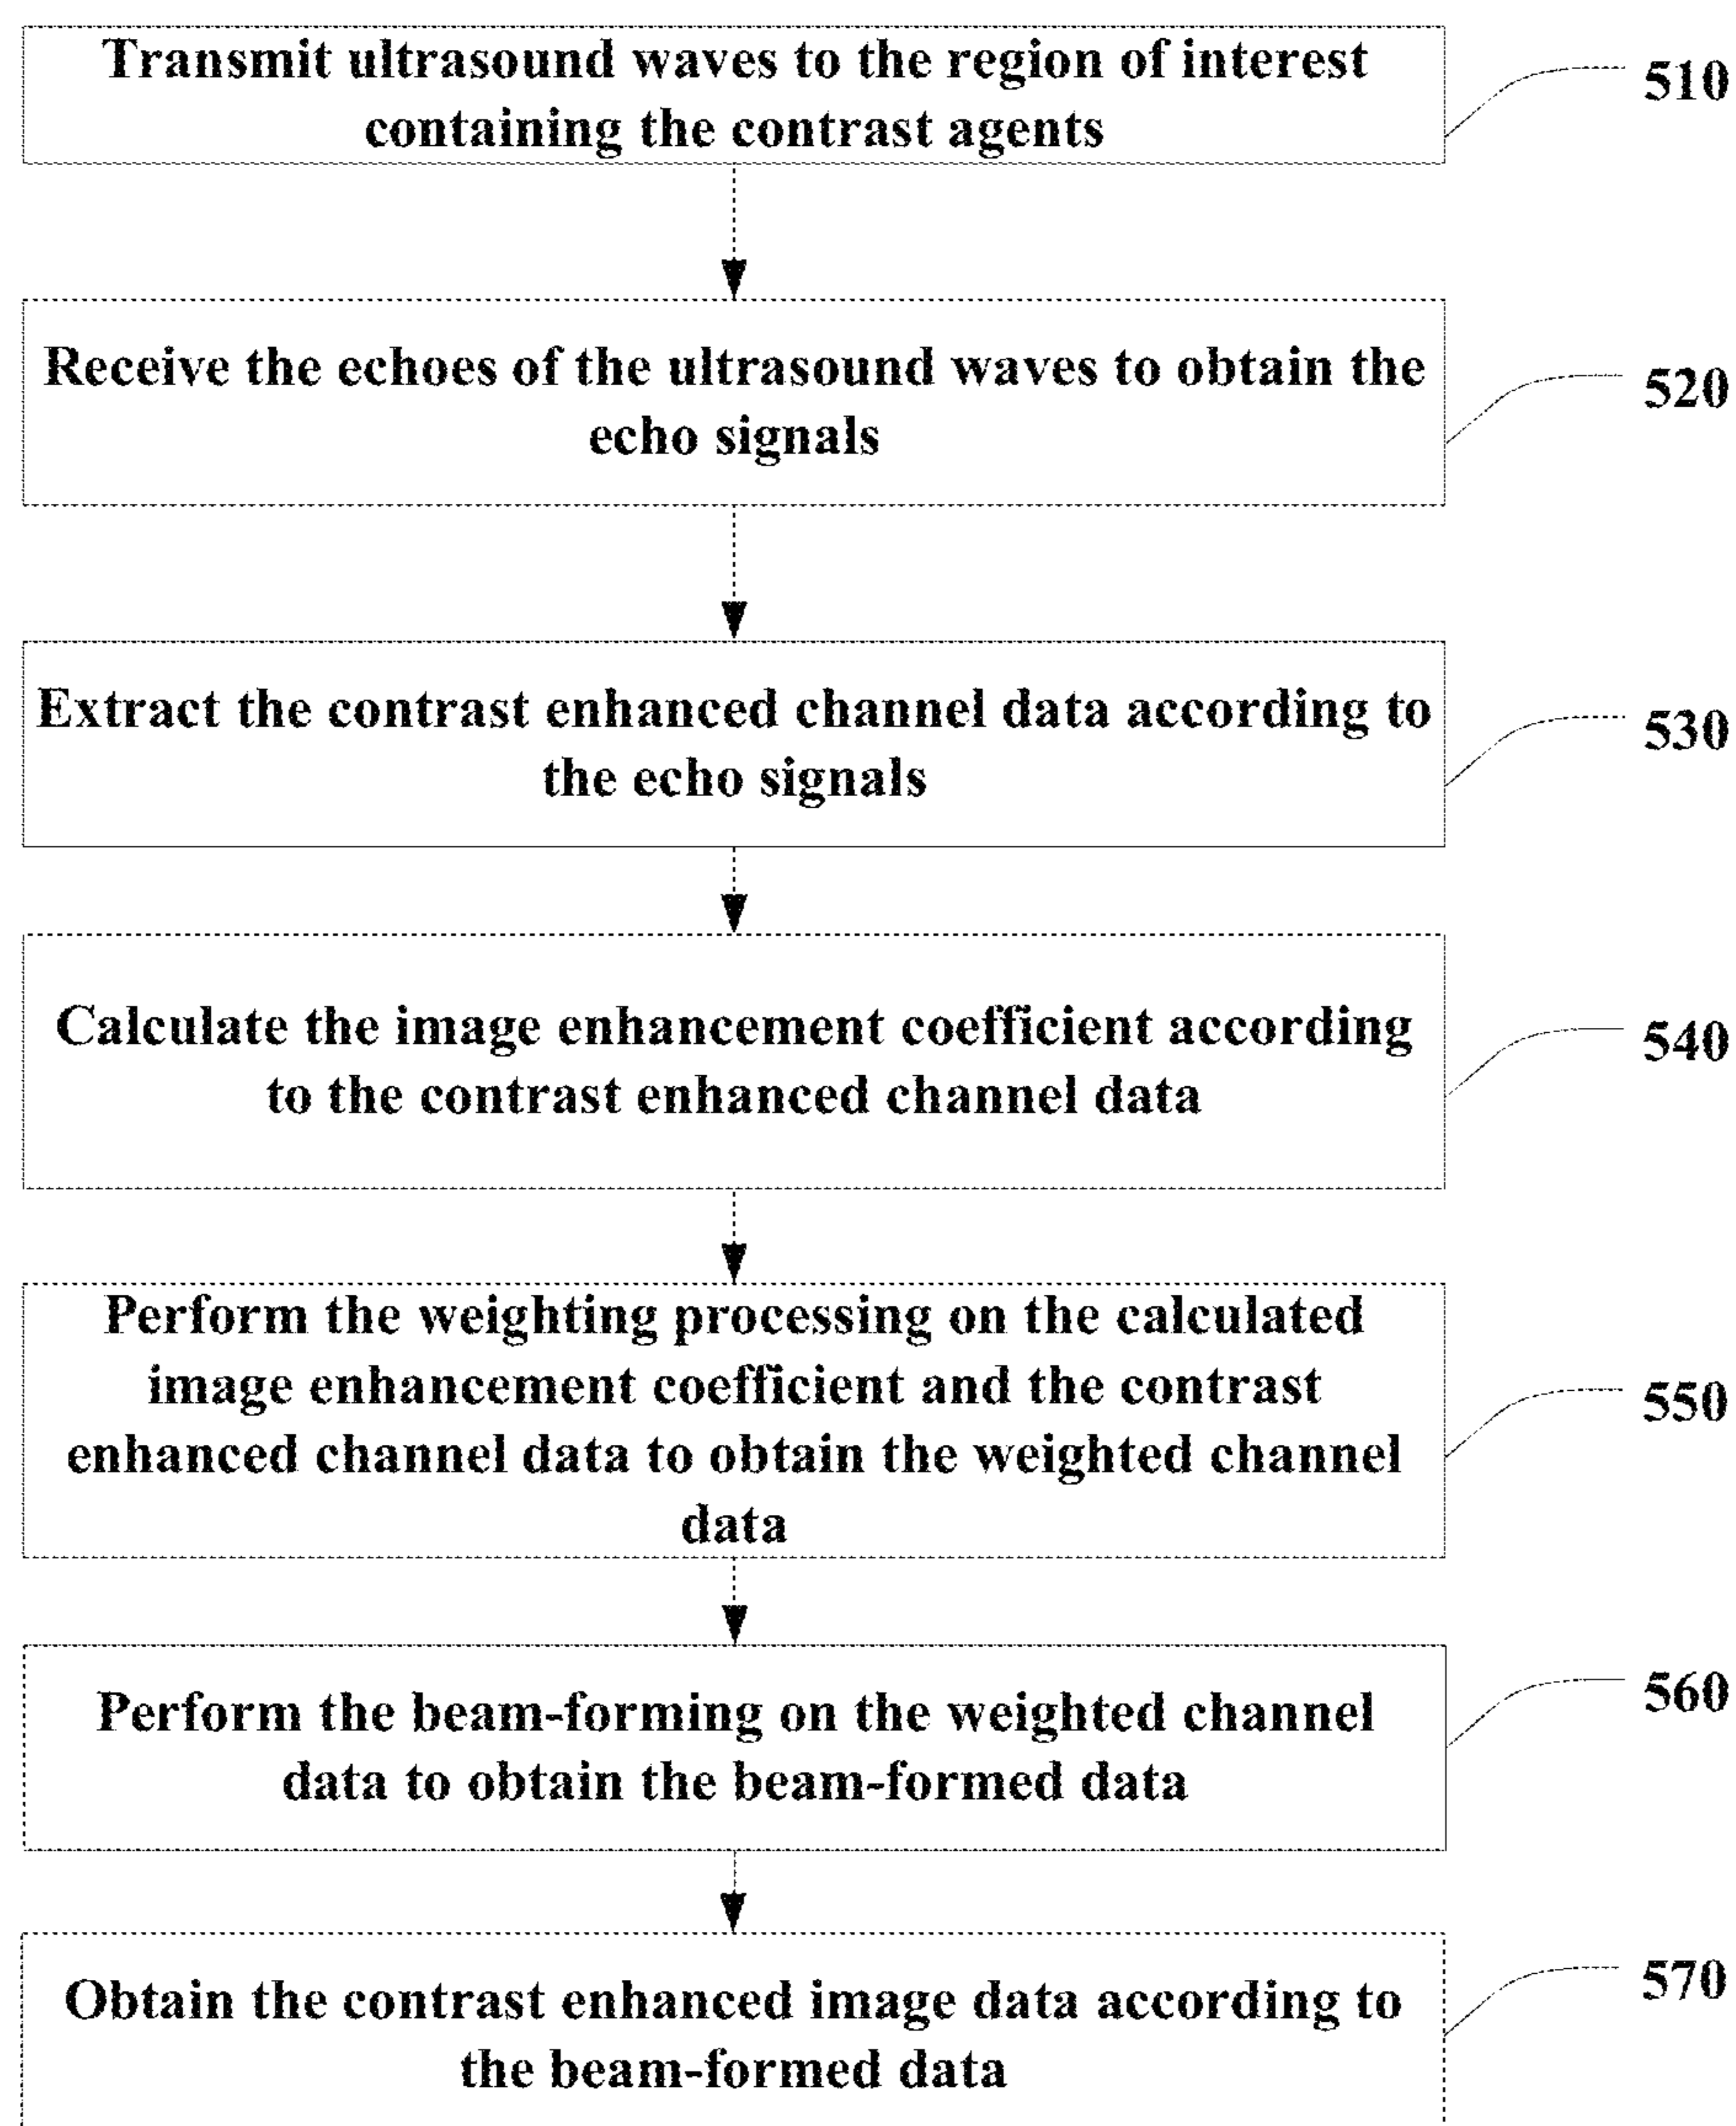 Transmit ultrasound waves to the region of interest
containing the contrast agents
510
Receive the echoes of the ultrasound waves to obtain the
echo signals
520
Extract the contrast enhanced channel data according to
the echo signals
530
Calculate the image enhancement coefficient according
to the contrast enhanced channel data
540
Perform the weighting processing on the calculated
image enhancement coefficient and the contrast
enhanced channel data to obtain the weighted channel
data
550
Perform the beam-forming on the weighted channel
data to obtain the beam-formed data
560
Obtain the contrast enhanced image data according to
the beam-formed data
570